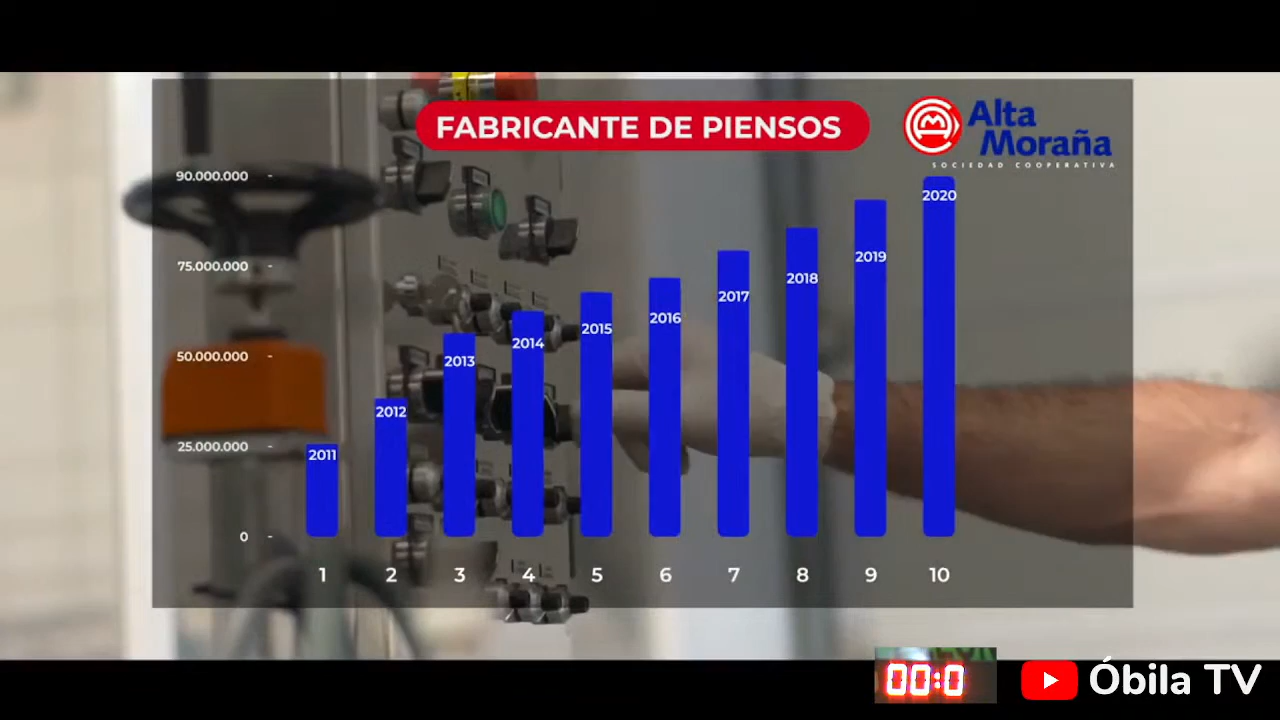 FABRICANTE DE PIENSOS
Alta
Moraña
SOCIEDAD COOPERATIVA
90.000.000 -
75.000.000 -
50.000.000 -
25.000.000 -
0 -
2011
2012
2013
2014
2015
2016
2017
2018
2019
2020
1 2 3 4 5 6 7 8 9 10
00:0
Óbila TV